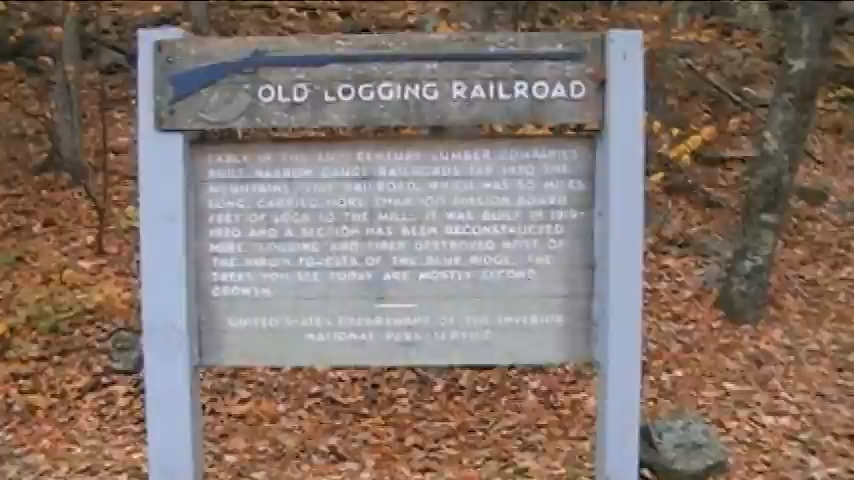 OLD LOGGING RAILROAD
EARLY IN THE 20TH CENTURY LUMBER COMPANIES
BUILT NARROW GAUGE RAILROADS FAR INTO THE
MOUNTAINS. THIS RAILROAD, WHICH WAS 50 MILES
LONG, CARRIED MORE THAN 100 MILLION BOARD
FEET OF LOGS TO THE MILL. IT WAS BUILT IN 1919-
1920 AND A SECTION HAS BEEN RECONSTRUCTED
HERE. LOGGING AND FIRES DESTROYED MOST OF
THE VIRGIN FORESTS OF THE BLUE RIDGE. THE
TREES YOU SEE TODAY ARE MOSTLY SECOND
GROWTH.
UNITED STATES DEPARTMENT OF THE INTERIOR
NATIONAL PARK SERVICE